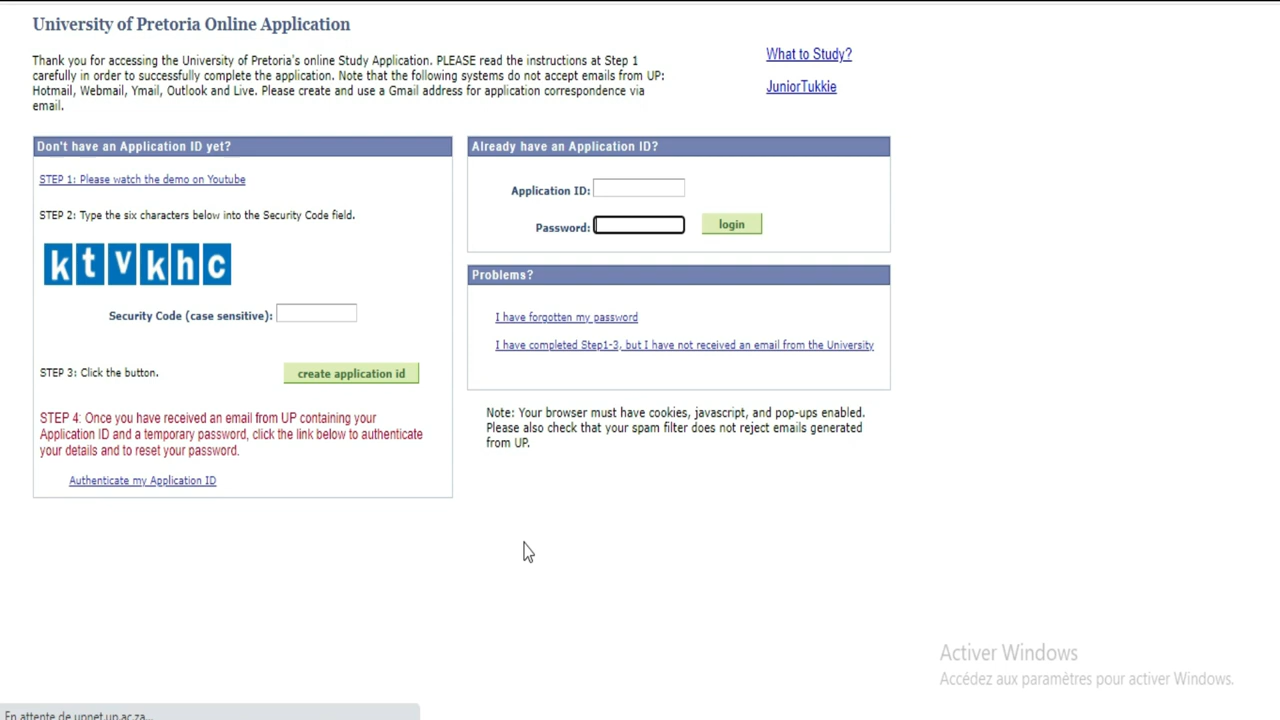 University of Pretoria Online Application
Thank you for accessing the University of Pretoria's online Study Application. PLEASE read the instructions at Step 1
carefully in order to successfully complete the application. Note that the following systems do not accept emails from UP:
Hotmail, Webmail, Ymail, Outlook and Live. Please create and use a Gmail address for application correspondence via
email.
What to Study?
JuniorTukkie
Don't have an Application ID yet?
STEP 1: Please watch the demo on Youtube
STEP 2: Type the six characters below into the Security Code field.
ktvkhc
Security Code (case sensitive):
STEP 3: Click the button.
create application id
STEP 4: Once you have received an email from UP containing your
Application ID and a temporary password, click the link below to authenticate
your details and to reset your password.
Authenticate my Application ID
Already have an Application ID?
Application ID:
Password:
login
Problems?
I have forgotten my password
I have completed Step1-3, but I have not received an email from the University
Note: Your browser must have cookies, javascript, and pop-ups enabled.
Please also check that your spam filter does not reject emails generated
from UP.
Activer Windows
Accédez aux paramètres pour activer Windows.
En attente de upnet.up.ac.za...